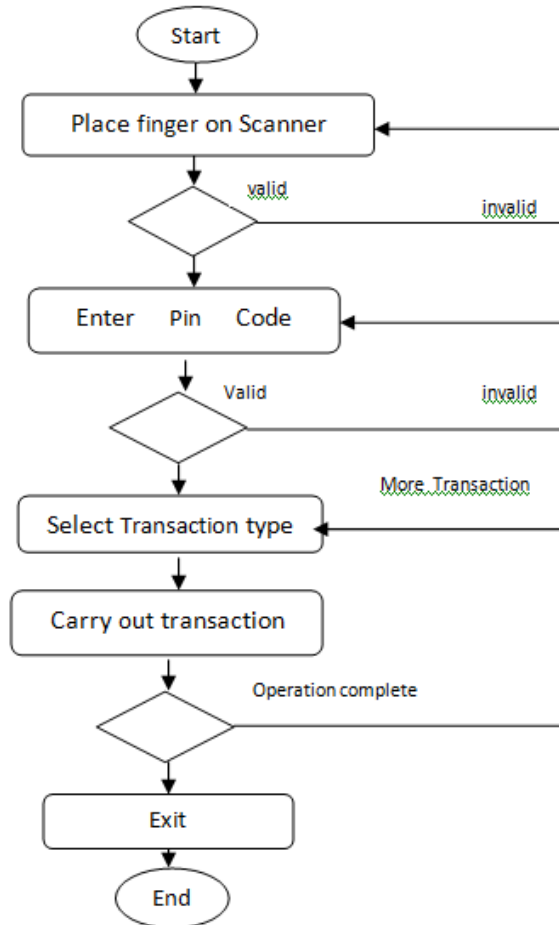 Start
Place finger on Scanner
valid
invalid
Enter Pin Code
Valid
invalid
More Transaction
Select Transaction type
Carry out transaction
Operation complete
Exit
End